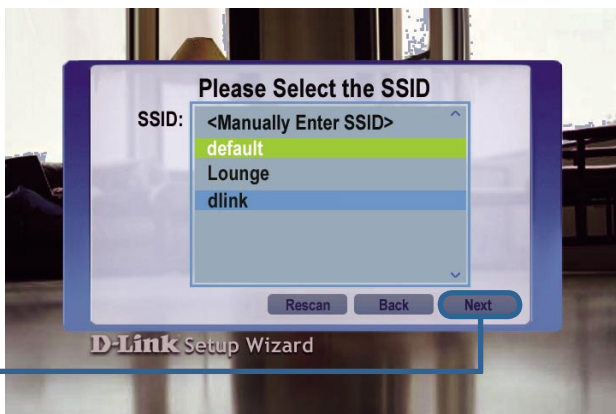 Please Select the SSID
SSID:
<Manually Enter SSID>
default
Lounge
dlink
Rescan Back Next
D-Link Setup Wizard